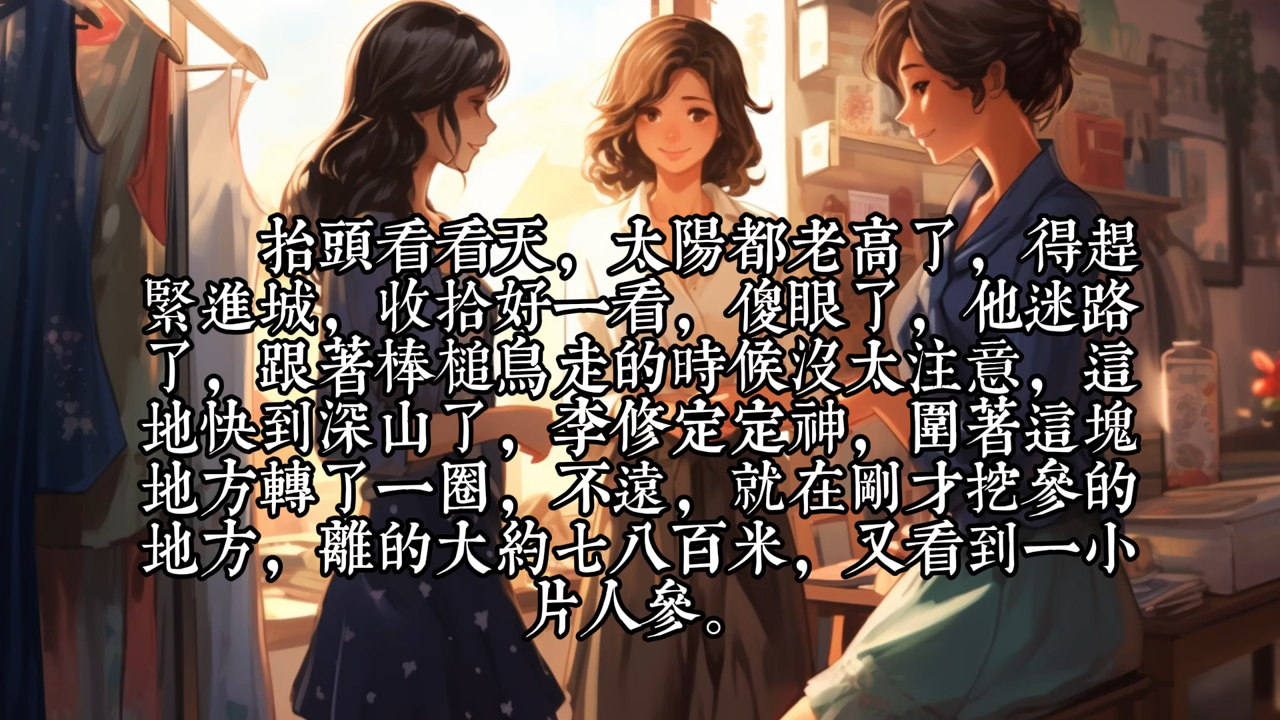 抬頭看看天，太陽都老高了，得趕
緊進城，收拾好一看，傻眼了，他迷路
了，跟著棒槌鳥走的時候沒太注意，這
地快到深山了，李修定定神，圍著這塊
地方轉了一圈，不遠，就在剛才挖參的
地方，離的大約七八百米，又看到一小
片人參。